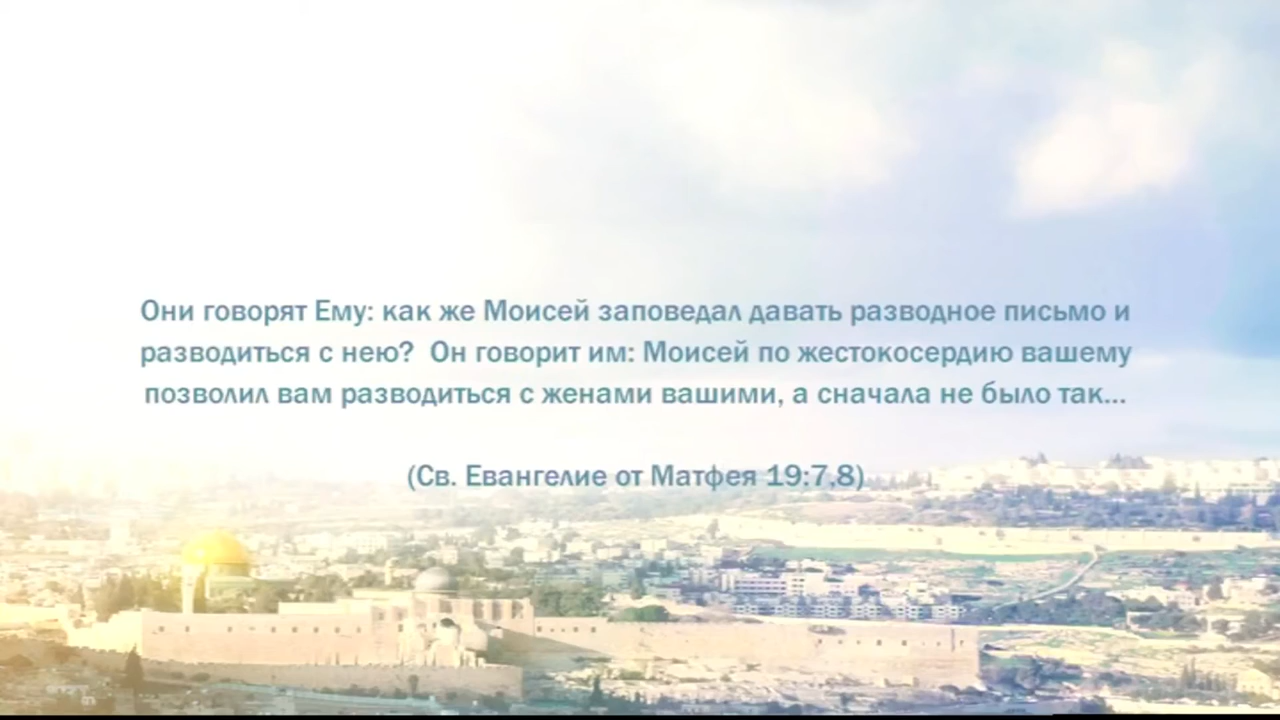 Они говорят Ему: как же Моисей заповедал давать разводное письмо и
разводиться с нею?  Он говорит им: Моисей по жестокосердию вашему
позволил вам разводиться с женами вашими, а сначала не было так...
(Св. Евангелие от Матфея 19:7,8)